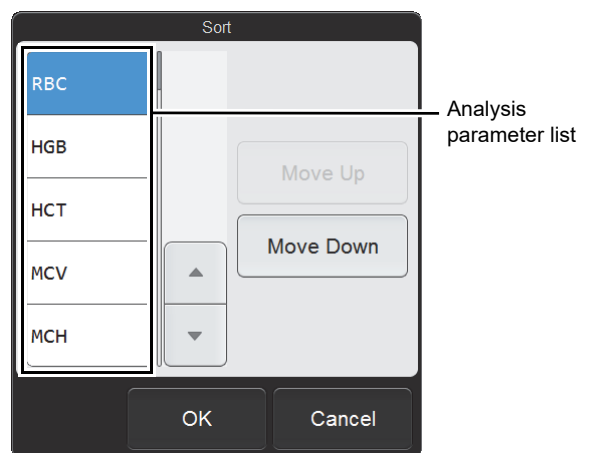 Sort
RBC
HGB
HCT
MCV
MCH
Move Up
Move Down
OK
Cancel
Analysis
parameter list